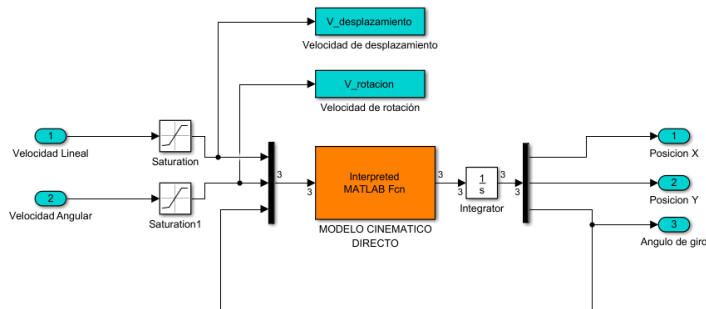 V_desplazamiento
Velocidad de desplazamiento
V_rotacion
Velocidad de rotación
1
Velocidad Lineal
Saturation
2
Velocidad Angular
Saturation1
3
3
Interpreted
MATLAB Fcn
MODELO CINEMATICO
DIRECTO
3
3
1
s
Integrator
3
3
1
Posicion X
2
Posicion Y
3
Angulo de giro